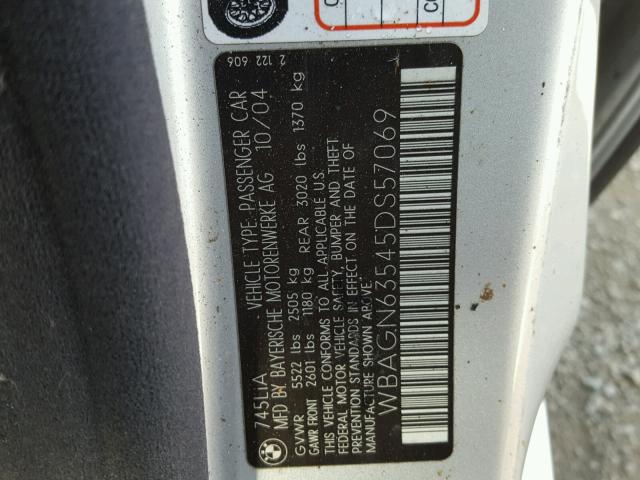 745LiA - VEHICLE TYPE: PASSENGER CAR 2 122 606
MFD BY BAYERISCHE MOTORENWERKE AG 10/04
GVWR 5522 lbs 2505 kg
GAWR FRONT 2601 lbs 1180 kg REAR 3020 lbs 1370 kg
THIS VEHICLE CONFORMS TO ALL APPLICABLE U.S.
FEDERAL MOTOR VEHICLE SAFETY, BUMPER AND THEFT
PREVENTION STANDARDS IN EFFECT ON THE DATE OF
MANUFACTURE SHOWN ABOVE.
WBAGN63545DS57069